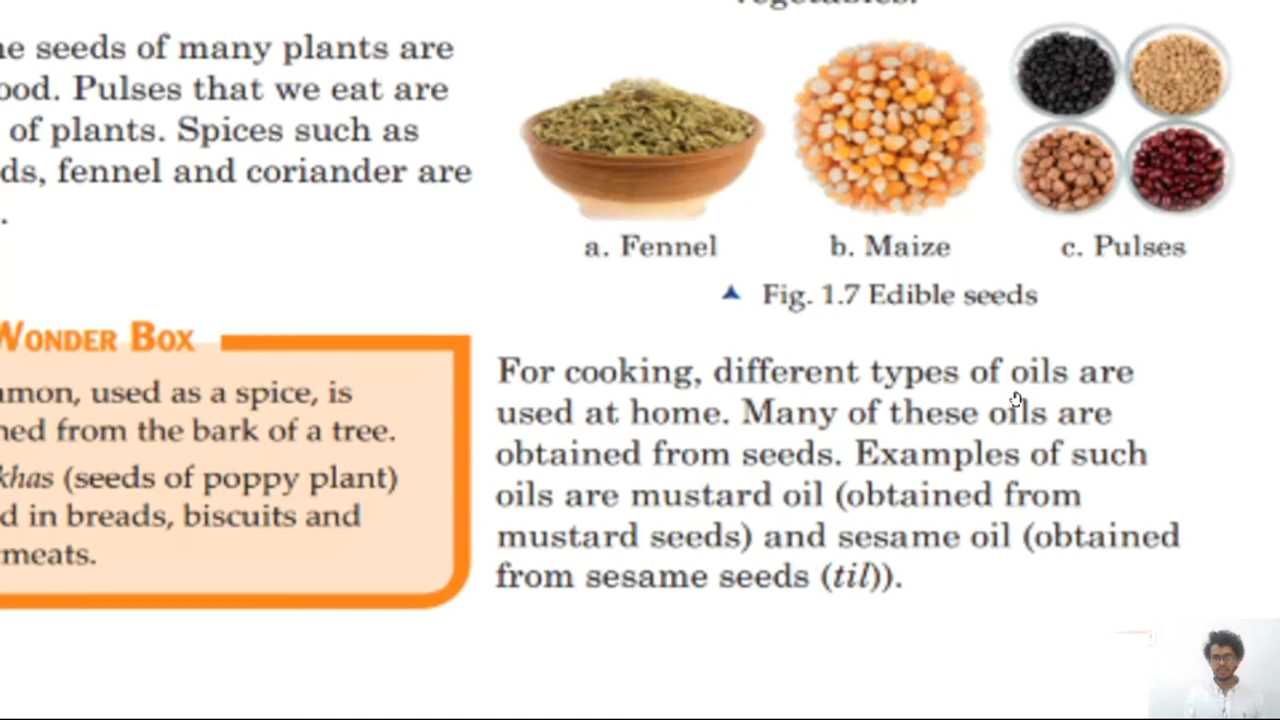 he seeds of many plants are
ood. Pulses that we eat are
of plants. Spices such as
ds, fennel and coriander are
.
vegetables.
a. Fennel
b. Maize
c. Pulses
Fig. 1.7 Edible seeds
WONDER BOX
mon, used as a spice, is
ned from the bark of a tree.
khas (seeds of poppy plant)
d in breads, biscuits and
meats.
For cooking, different types of oils are
used at home. Many of these oils are
obtained from seeds. Examples of such
oils are mustard oil (obtained from
mustard seeds) and sesame oil (obtained
from sesame seeds (til)).